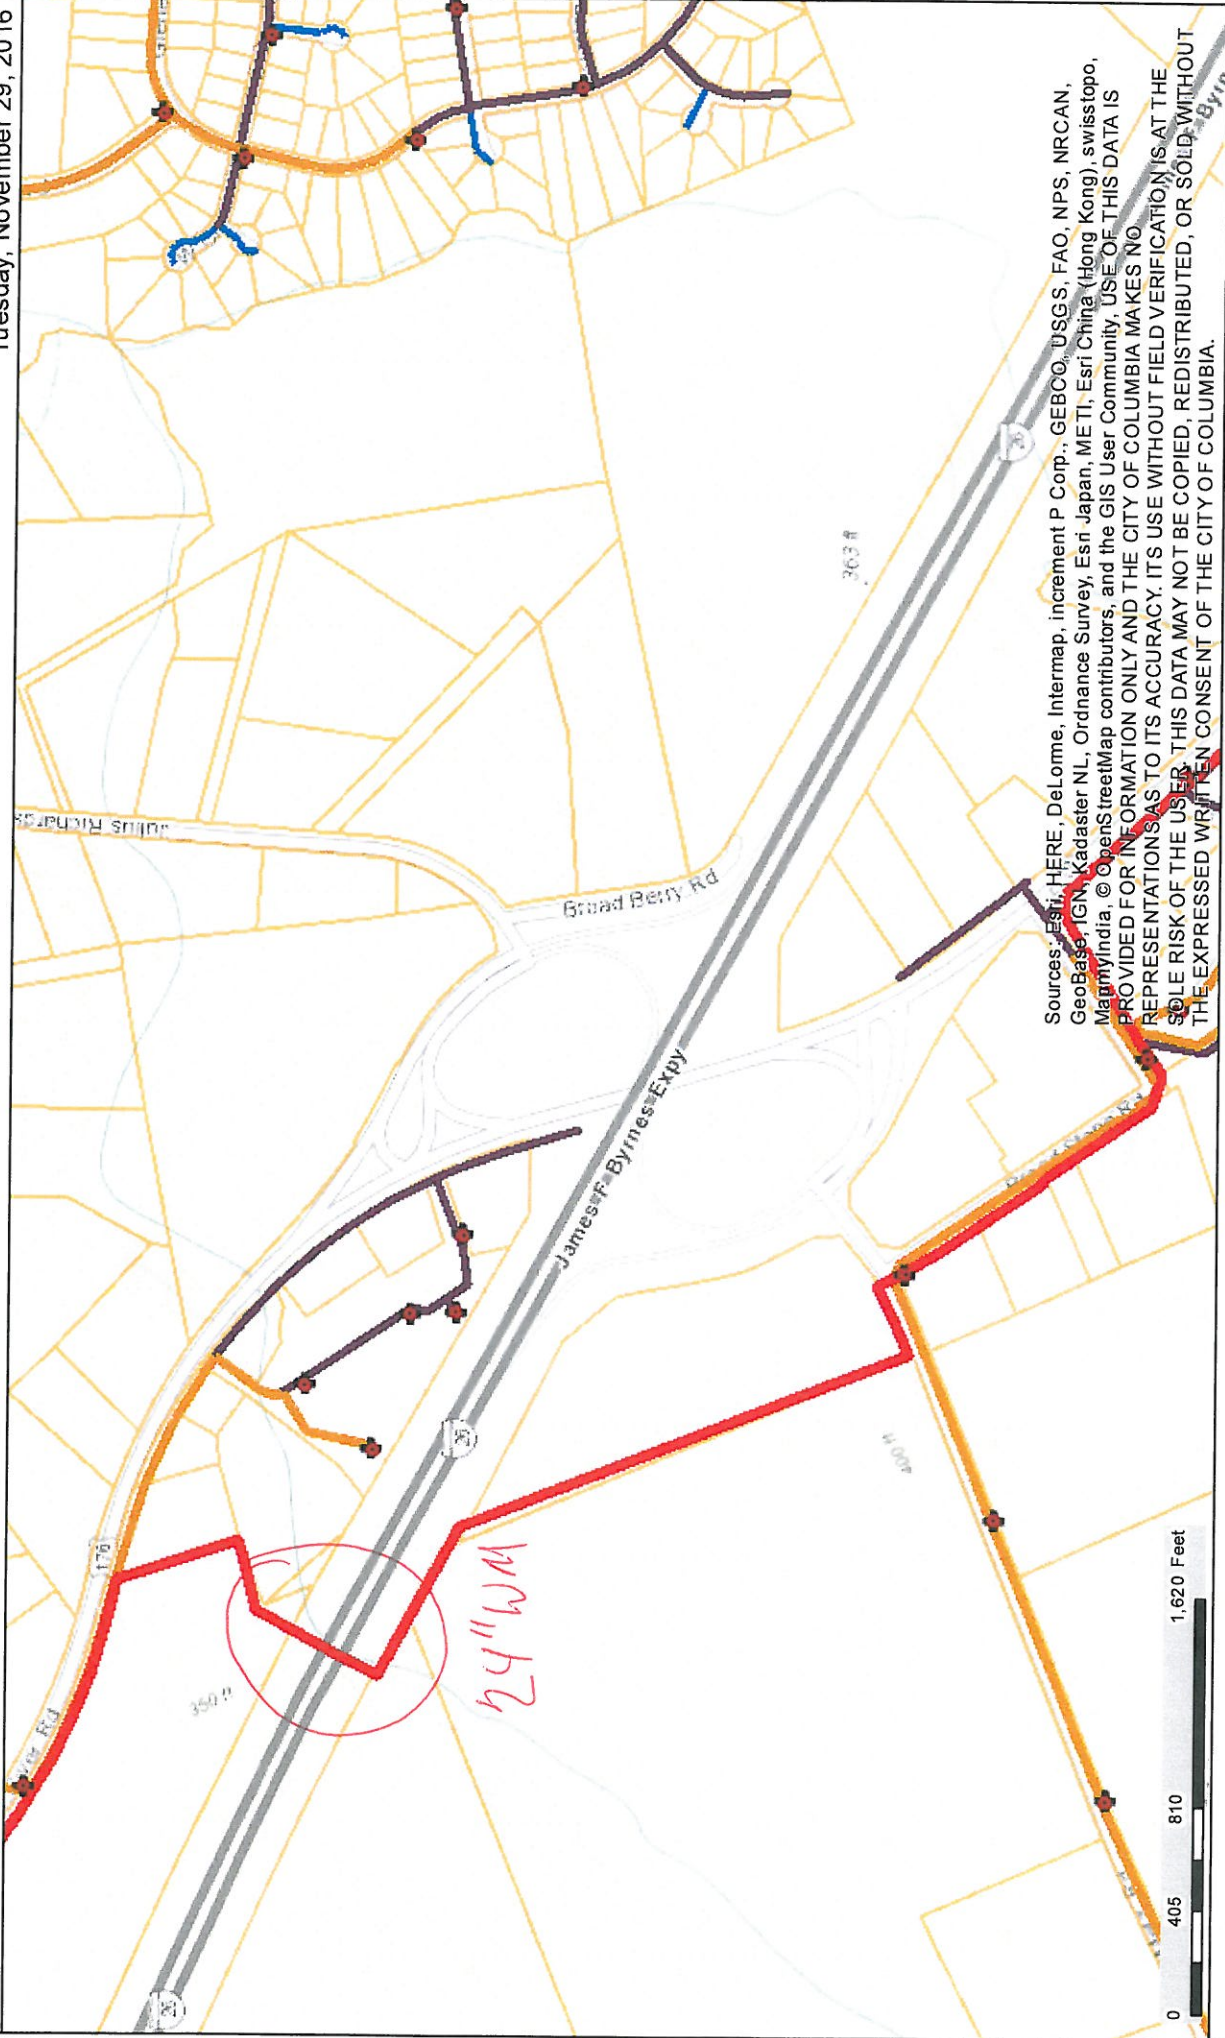 Tuesday, November 29, 2016
Julius Richards
Broad Berry Rd
176
350 ft
24" WM
26
26
James F Byrnes Expy
363 ft
26
400 ft
Sources: Esri, HERE, DeLorme, Intermap, increment P Corp., GEBCO, USGS, FAO, NPS, NRCAN,
GeoBase, IGN, Kadaster NL, Ordnance Survey, Esri Japan, METI, Esri China (Hong Kong), swisstopo,
MapmyIndia, © OpenStreetMap contributors, and the GIS User Community, USE OF THIS DATA IS
PROVIDED FOR INFORMATION ONLY AND THE CITY OF COLUMBIA MAKES NO
REPRESENTATIONS AS TO ITS ACCURACY. ITS USE WITHOUT FIELD VERIFICATION IS AT THE
SOLE RISK OF THE USER. THIS DATA MAY NOT BE COPIED, REDISTRIBUTED, OR SOLD WITHOUT
THE EXPRESSED WRITTEN CONSENT OF THE CITY OF COLUMBIA.
0 405 810 1,620 Feet